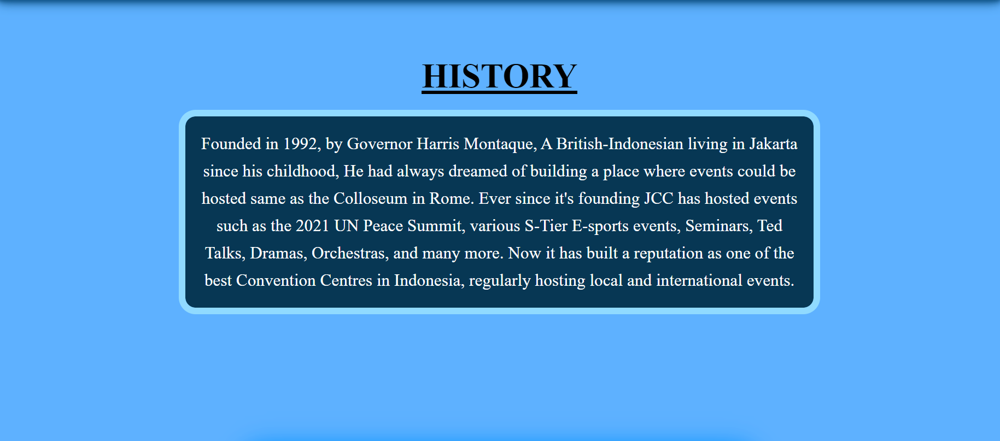 HISTORY
Founded in 1992, by Governor Harris Montaque, A British-Indonesian living in Jakarta
since his childhood, He had always dreamed of building a place where events could be
hosted same as the Colloseum in Rome. Ever since it's founding JCC has hosted events
such as the 2021 UN Peace Summit, various S-Tier E-sports events, Seminars, Ted
Talks, Dramas, Orchestras, and many more. Now it has built a reputation as one of the
best Convention Centres in Indonesia, regularly hosting local and international events.